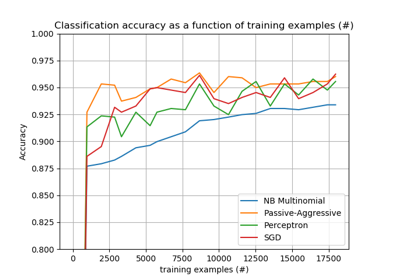 Classification accuracy as a function of training examples (#)
1.000
0.975
0.950
0.925
0.900
0.875
0.850
0.825
0.800
Accuracy
NB Multinomial
Passive-Aggressive
Perceptron
SGD
0 2500 5000 7500 10000 12500 15000 17500
training examples (#)